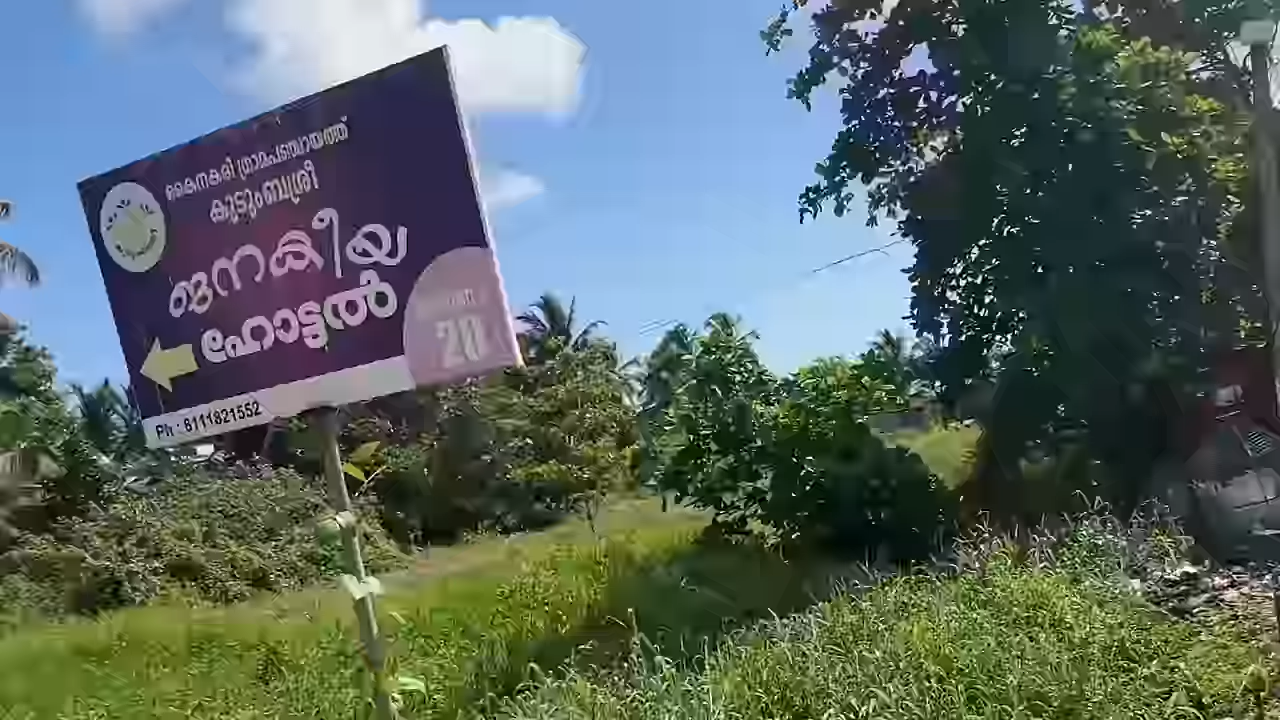 കൈനകരി ഗ്രാമപഞ്ചായത്ത്
കുടുംബശ്രീ
ജനകീയ
ഹോട്ടൽ
20
Ph : 8111821552